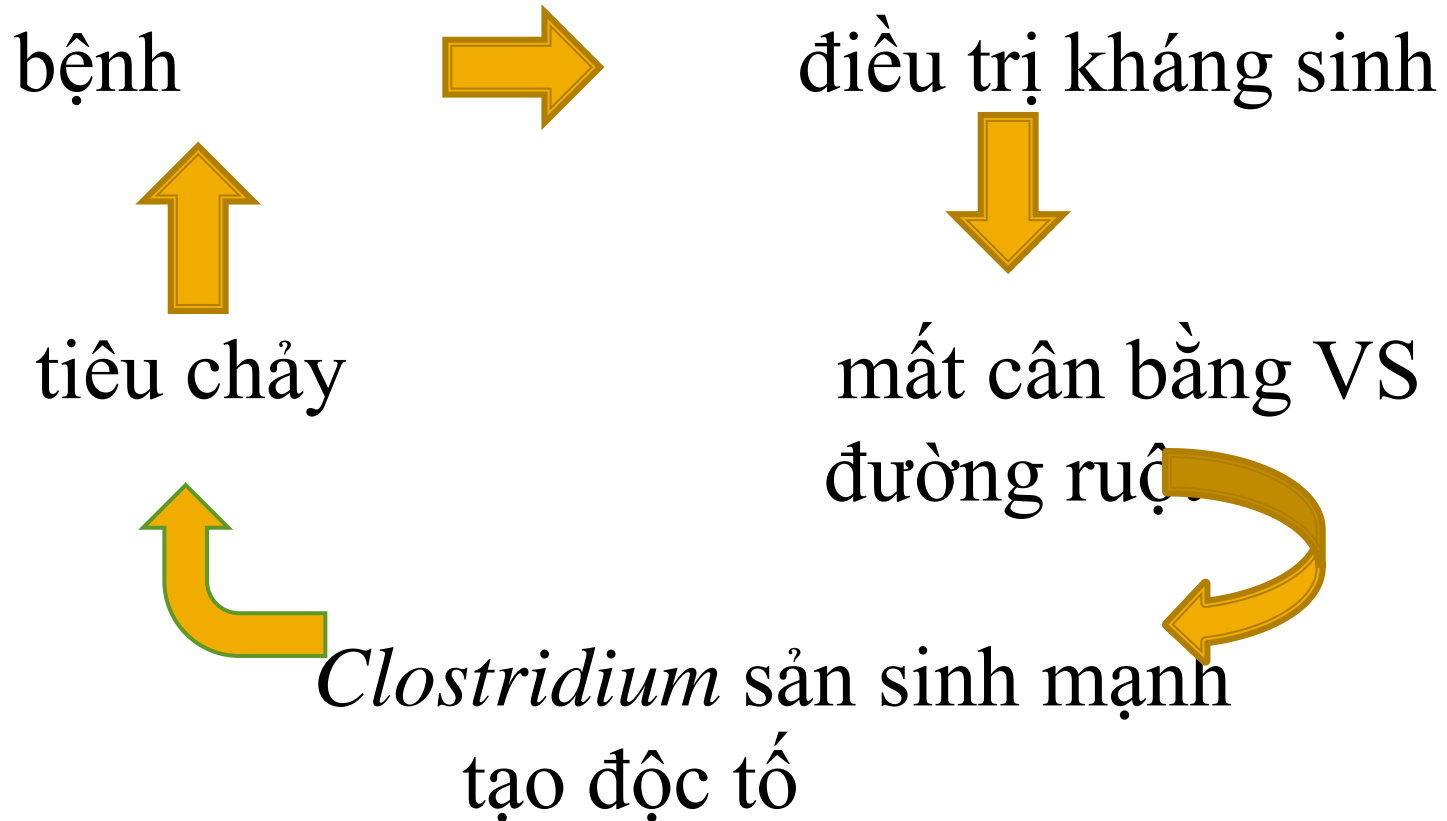 bệnh
điều trị kháng sinh
tiêu chảy
mất cân bằng VS
đường ruột
Clostridium sản sinh mạnh
tạo độc tố